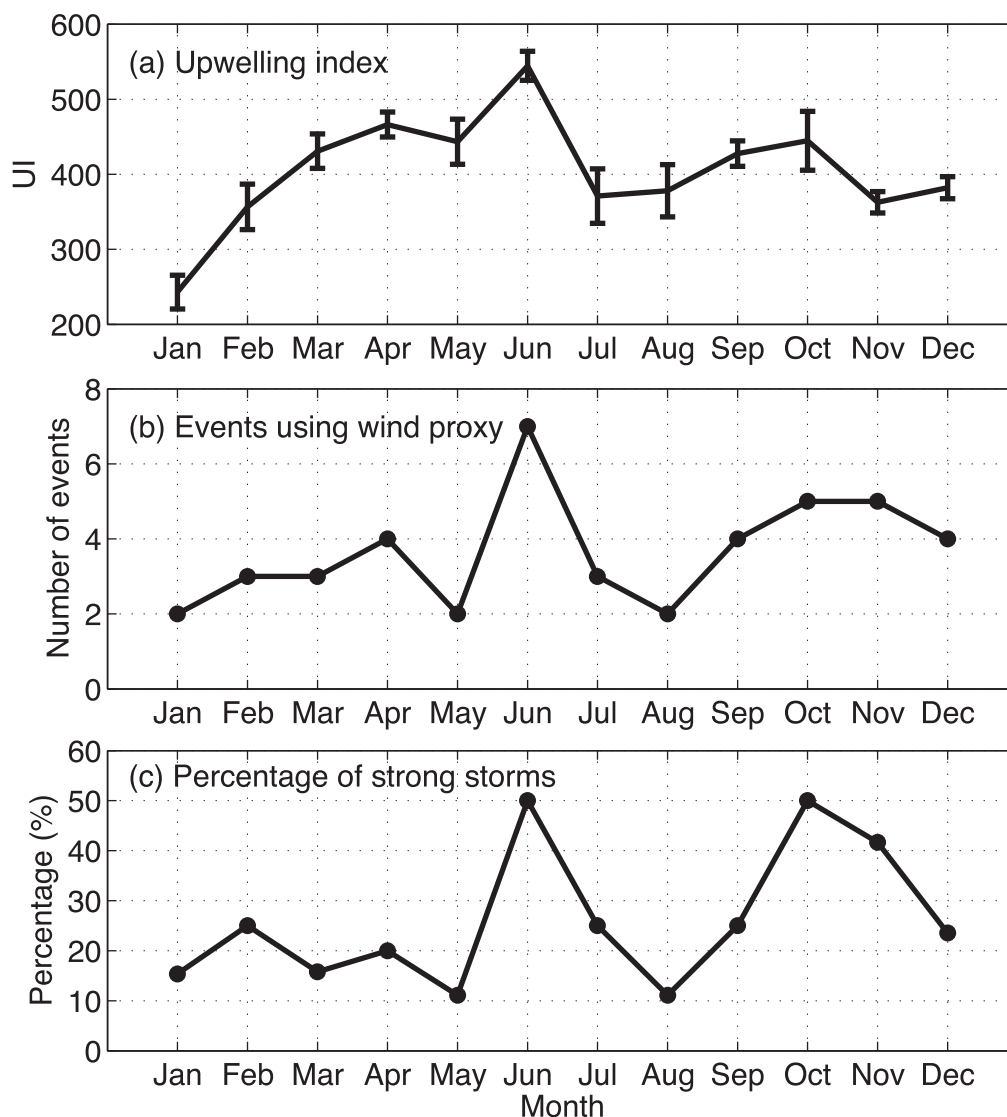 600
(a) Upwelling index
500
UI
400
300
200
Jan Feb Mar Apr May Jun Jul Aug Sep Oct Nov Dec
8
(b) Events using wind proxy
Number of events
6
4
2
0
Jan Feb Mar Apr May Jun Jul Aug Sep Oct Nov Dec
60
(c) Percentage of strong storms
Percentage (%)
50
40
30
20
10
0
Jan Feb Mar Apr May Jun Jul Aug Sep Oct Nov Dec
Month